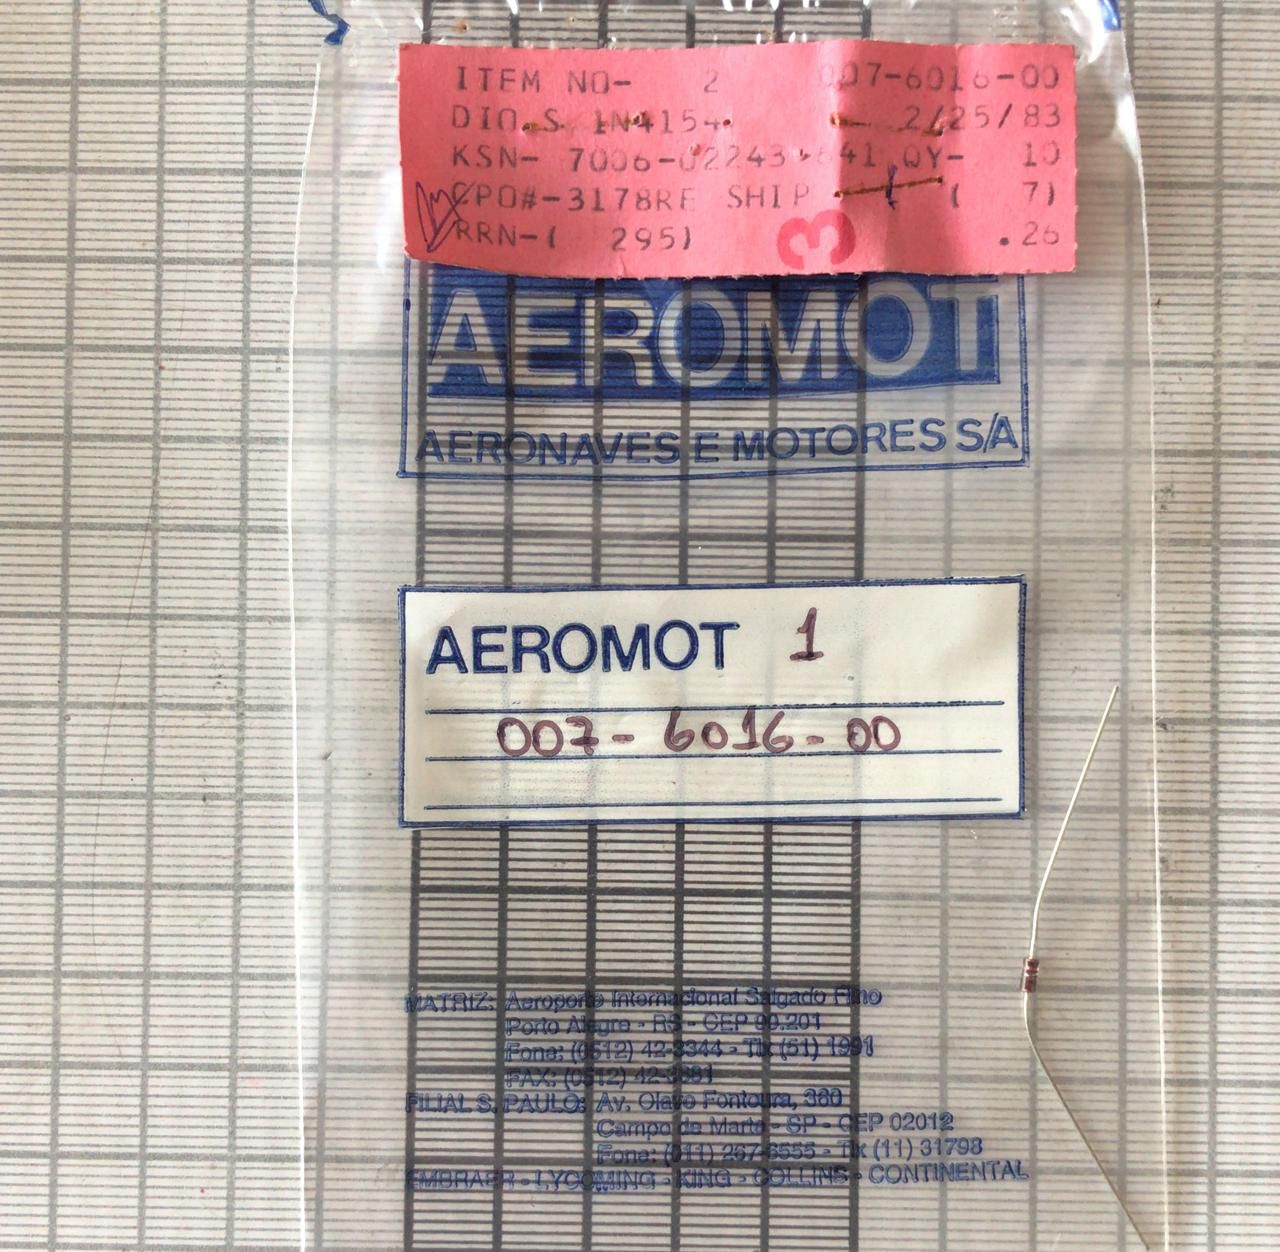 ITEM NO- 2 007-6016-00
DIO S 1N4154 2/25/83
KSN- 7006-02243 641 QY- 10
CPO#-3178RE SHIP ( 7)
RRN-( 295) .26
3
AEROMOT
AERONAVES E MOTORES S/A
AEROMOT 1
007-6016-00
MATRIZ: Aeroporto Internacional Salgado Filho
Porto Alegre - RS - CEP 90.201
Fone: (0512) 42-3344 - Tlx (51) 1991
FAX: (0512) 42-
FILIAL S. PAULO: Av. Olavo Fontoura, 360
Campo de Marte - SP - CEP 02012
Fone: (011) 267-6555 - Tlx (11) 31798
EMBRAER - LYCOMING - KING - COLLINS - CONTINENTAL